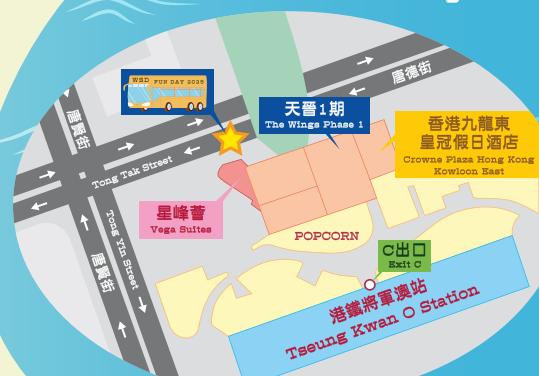 WSD FUN DAY 2025
唐德街
天晉1期
The Wings Phase 1
香港九龍東
皇冠假日酒店
Crowne Plaza Hong Kong
Kowloon East
唐賢街
Tong Tak Street
星峰薈
Vega Suites
Tong Yin Street
唐賢街
POPCORN
C出口
Exit C
港鐵將軍澳站
Tseung Kwan O Station